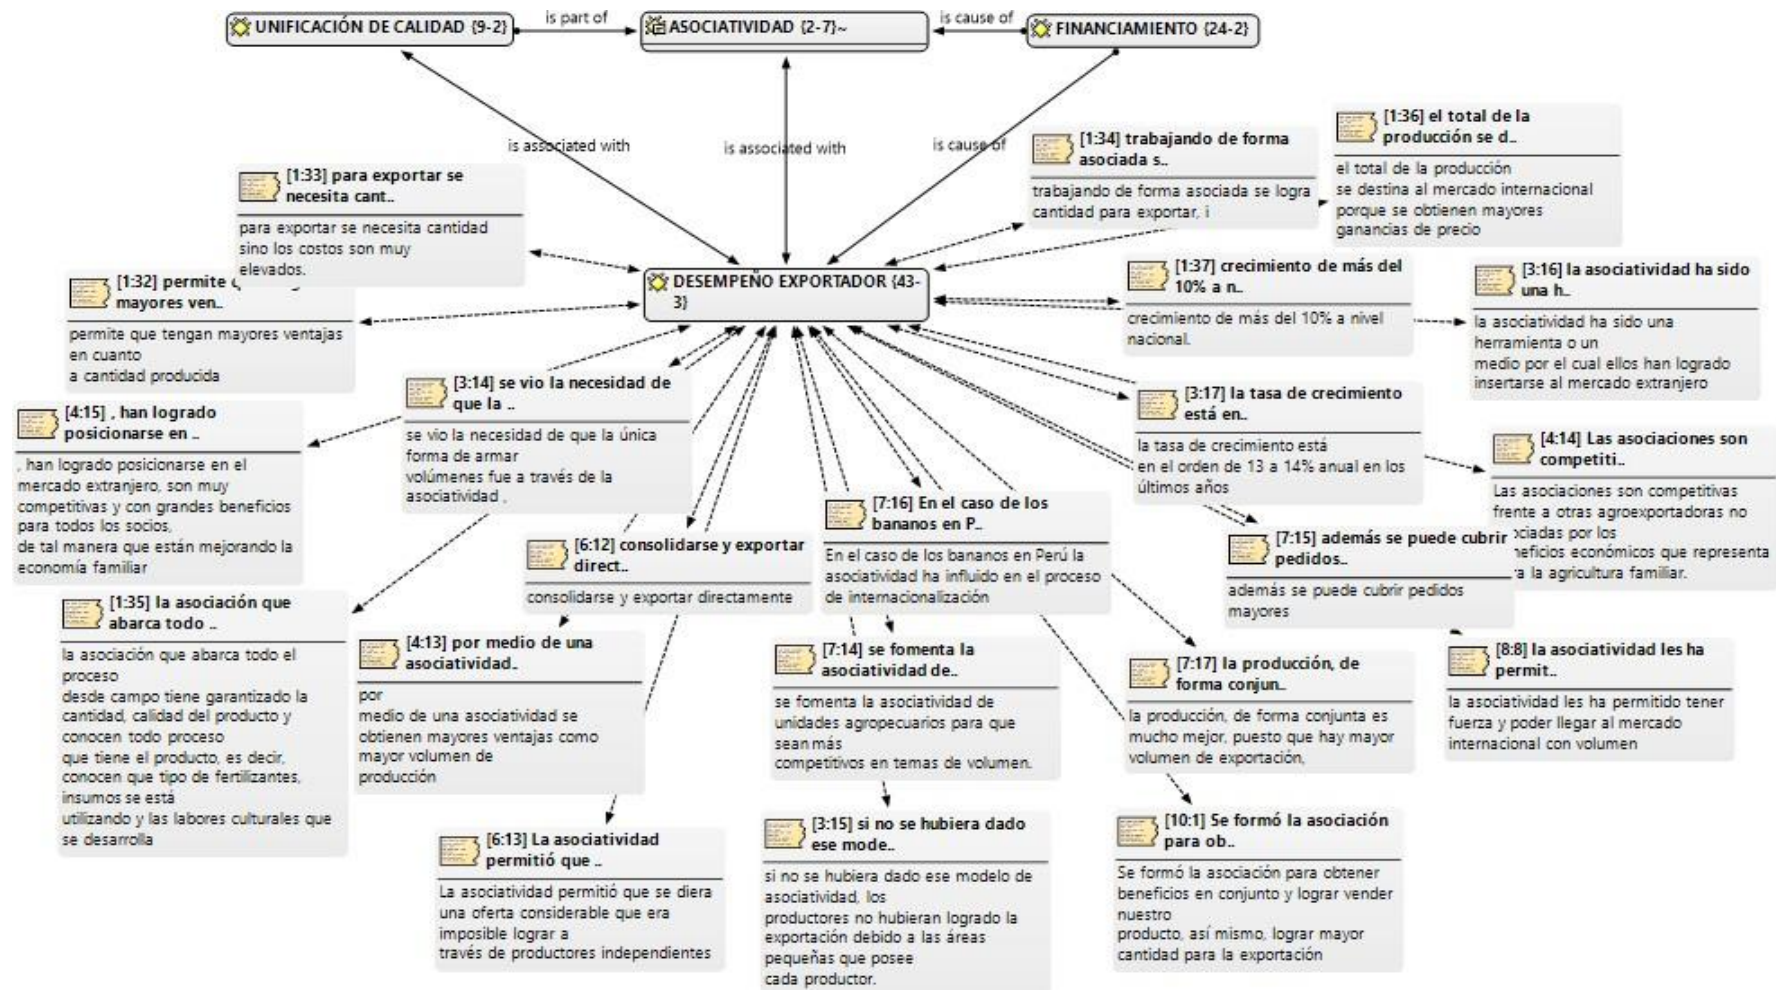 UNIFICACIÓN DE CALIDAD {9-2}
is part of
ASOCIATIVIDAD {2-7}~
is cause of
FINANCIAMIENTO {24-2}
is associated with
is associated with
is cause of
[1:33] para exportar se
necesita cant..
para exportar se necesita cantidad
sino los costos son muy
elevados.
[1:34] trabajando de forma
asociada s..
trabajando de forma asociada se logra
cantidad para exportar, i
[1:36] el total de la
producción se d..
el total de la producción
se destina al mercado internacional
porque se obtienen mayores
ganancias de precio
DESEMPEÑO EXPORTADOR {43-
3}
[1:32] permite
mayores ven..
permite que tengan mayores ventajas
en cuanto
a cantidad producida
[1:37] crecimiento de más del
10% a n..
crecimiento de más del 10% a nivel
nacional.
[3:16] la asociatividad ha sido
una h..
la asociatividad ha sido una
herramienta o un
medio por el cual ellos han logrado
insertarse al mercado extranjero
[3:14] se vio la necesidad de
que la ..
se vio la necesidad de que la única
forma de armar
volúmenes fue a través de la
asociatividad .
[3:17] la tasa de crecimiento
está en..
la tasa de crecimiento está
en el orden de 13 a 14% anual en los
últimos años
[4:15] , han logrado
posicionarse en ..
, han logrado posicionarse en el
mercado extranjero, son muy
competitivas y con grandes beneficios
para todos los socios,
de tal manera que están mejorando la
economía familiar
[4:14] Las asociaciones son
competiti..
Las asociaciones son competitivas
frente a otras agroexportadoras no
ociadas por los
neficios económicos que representa
a la agricultura familiar.
[7:16] En el caso de los
bananos en P..
En el caso de los bananos en Perú la
asociatividad ha influido en el proceso
de internacionalización
[6:12] consolidarse y exportar
direct..
consolidarse y exportar directamente
[7:15] además se puede cubrir
pedidos..
además se puede cubrir pedidos
mayores
[1:35] la asociación que
abarca todo ..
la asociación que abarca todo el
proceso
desde campo tiene garantizado la
cantidad, calidad del producto y
conocen todo proceso
que tiene el producto, es decir,
conocen que tipo de fertilizantes,
insumos se está
utilizando y las labores culturales que
se desarrolla
[4:13] por medio de una
asociatividad..
por
medio de una asociatividad se
obtienen mayores ventajas como
mayor volumen de
producción
[7:14] se fomenta la
asociatividad de..
se fomenta la asociatividad de
unidades agropecuarios para que
sean más
competitivos en temas de volumen.
[7:17] la producción, de
forma conjun..
la producción, de forma conjunta es
mucho mejor, puesto que hay mayor
volumen de exportación,
[8:8] la asociatividad les ha
permit..
la asociatividad les ha permitido tener
fuerza y poder llegar al mercado
internacional con volumen
[6:13] La asociatividad
permitió que ..
La asociatividad permitió que se diera
una oferta considerable que era
imposible lograr a
través de productores independientes
[3:15] si no se hubiera dado
ese mode..
si no se hubiera dado ese modelo de
asociatividad, los
productores no hubieran logrado la
exportación debido a las áreas
pequeñas que posee
cada productor.
[10:1] Se formó la asociación
para ob..
Se formó la asociación para obtener
beneficios en conjunto y lograr vender
nuestro
producto, así mismo, lograr mayor
cantidad para la exportación